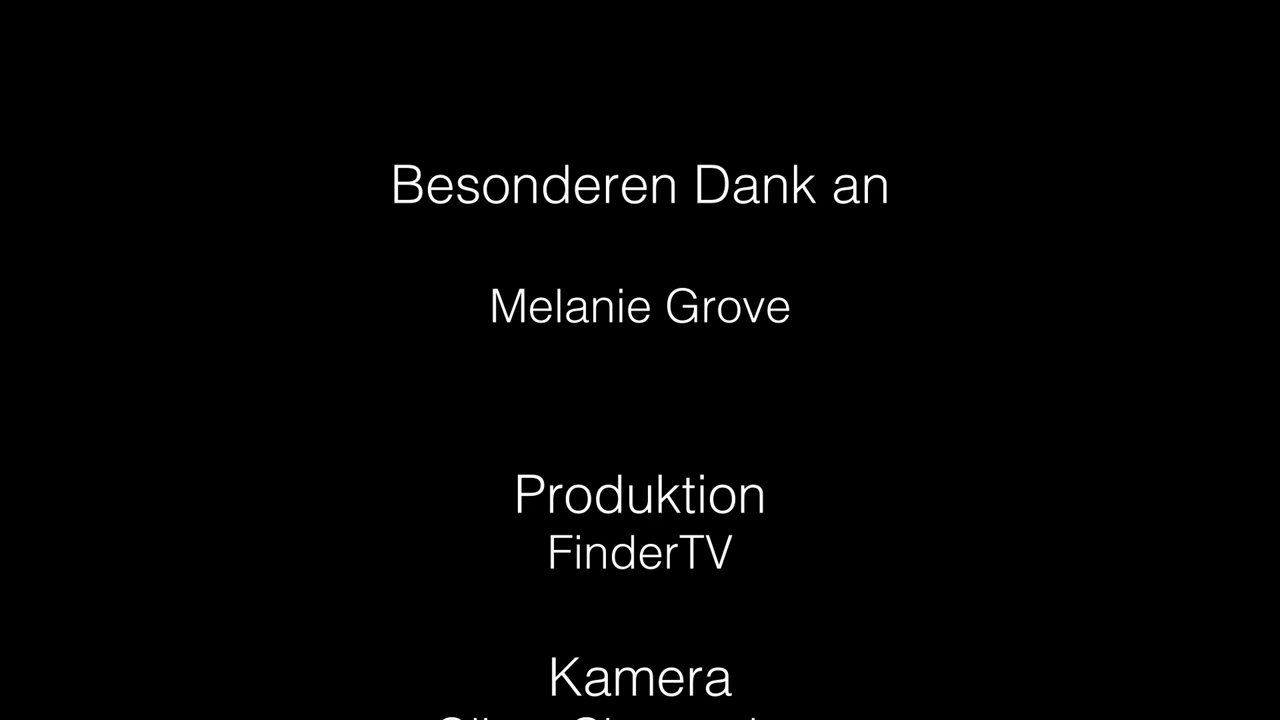 Besonderen Dank an
Melanie Grove
Produktion
FinderTV
Kamera